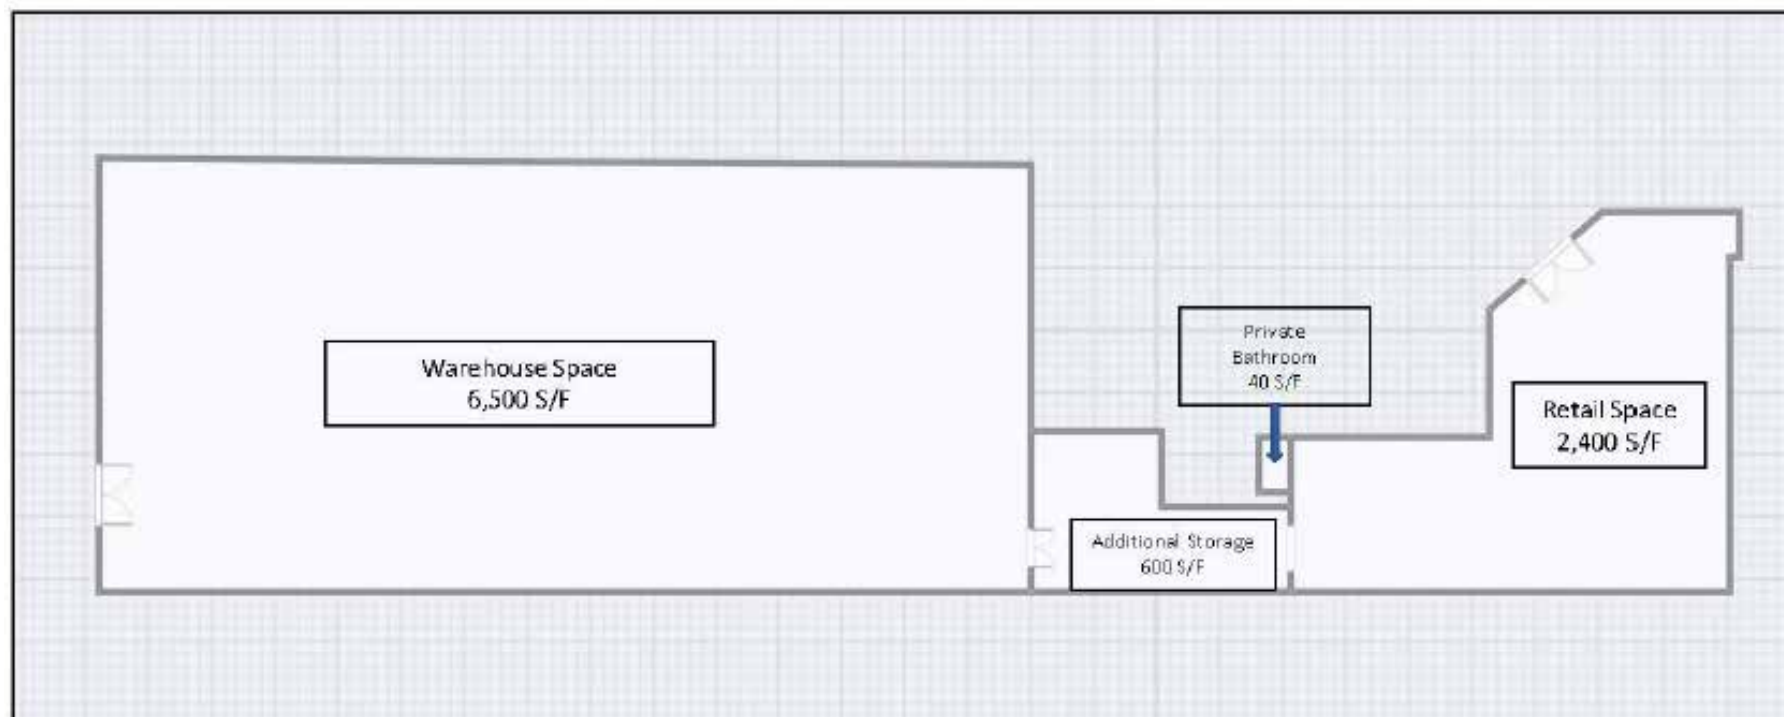 Warehouse Space
6,500 S/F
Private
Bathroom
40 S/F
Retail Space
2,400 S/F
Additional Storage
600 S/F